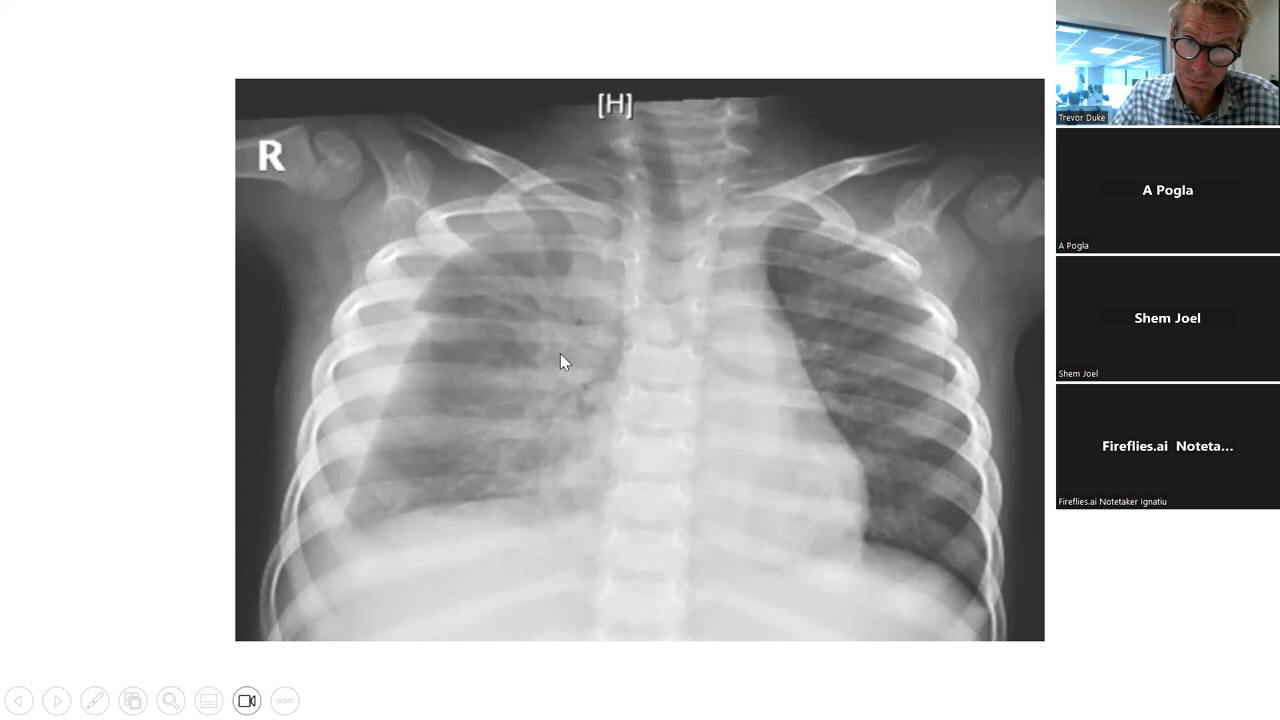 [H]
R
Trevor Duke
A Pogla
A Pogla
Shem Joel
Shem Joel
Fireflies.ai Noteta...
Fireflies.ai Notetaker Ignatiu